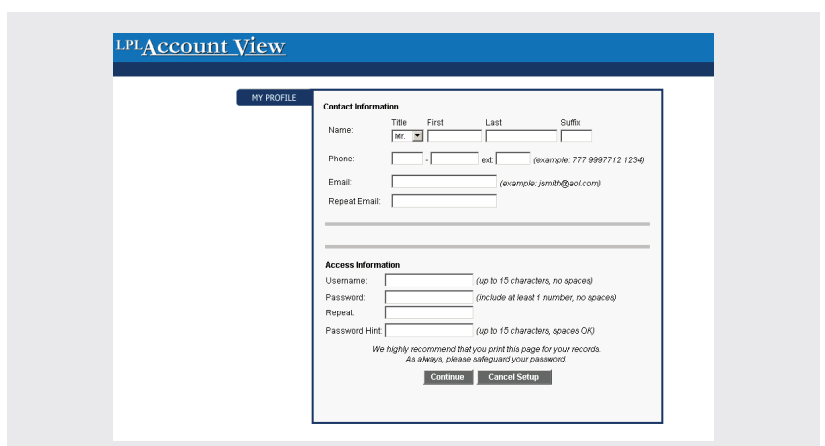 LPL Account View
MY PROFILE
Contact Information
Title First Last Suffix
Name: Mr.
Phone: - ext: (example: 777 9997712 1234)
Email: (example: jsmith@aol.com)
Repeat Email:
Access Information
Username: (up to 15 characters, no spaces)
Password: (include at least 1 number, no spaces)
Repeat:
Password Hint: (up to 15 characters, spaces OK)
We highly recommend that you print this page for your records.
As always, please safeguard your password.
Continue Cancel Setup